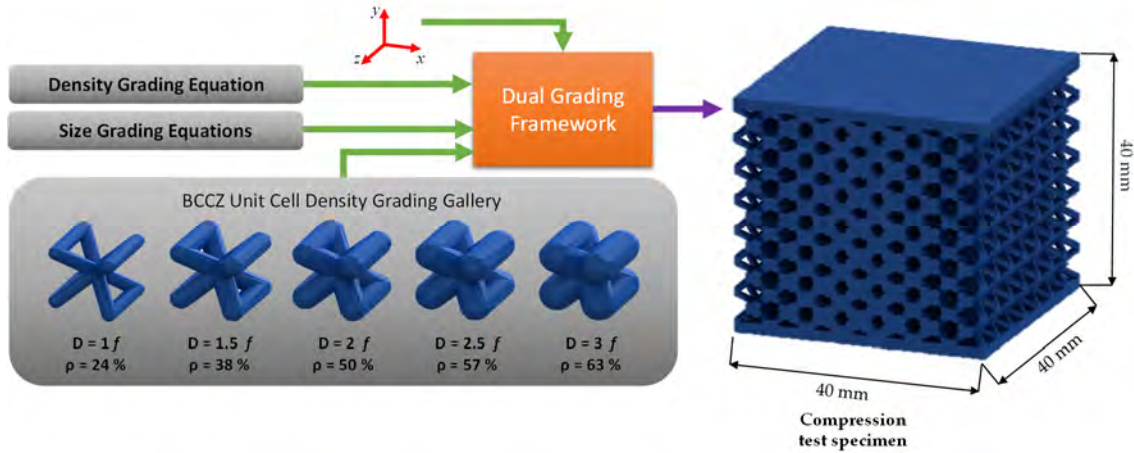 y
z
x
Density Grading Equation
Size Grading Equations
Dual Grading
Framework
BCCZ Unit Cell Density Grading Gallery
D = 1 f
ρ = 24 %
D = 1.5 f
ρ = 38 %
D = 2 f
ρ = 50 %
D = 2.5 f
ρ = 57 %
D = 3 f
ρ = 63 %
40 mm
40 mm
40 mm
Compression
test specimen